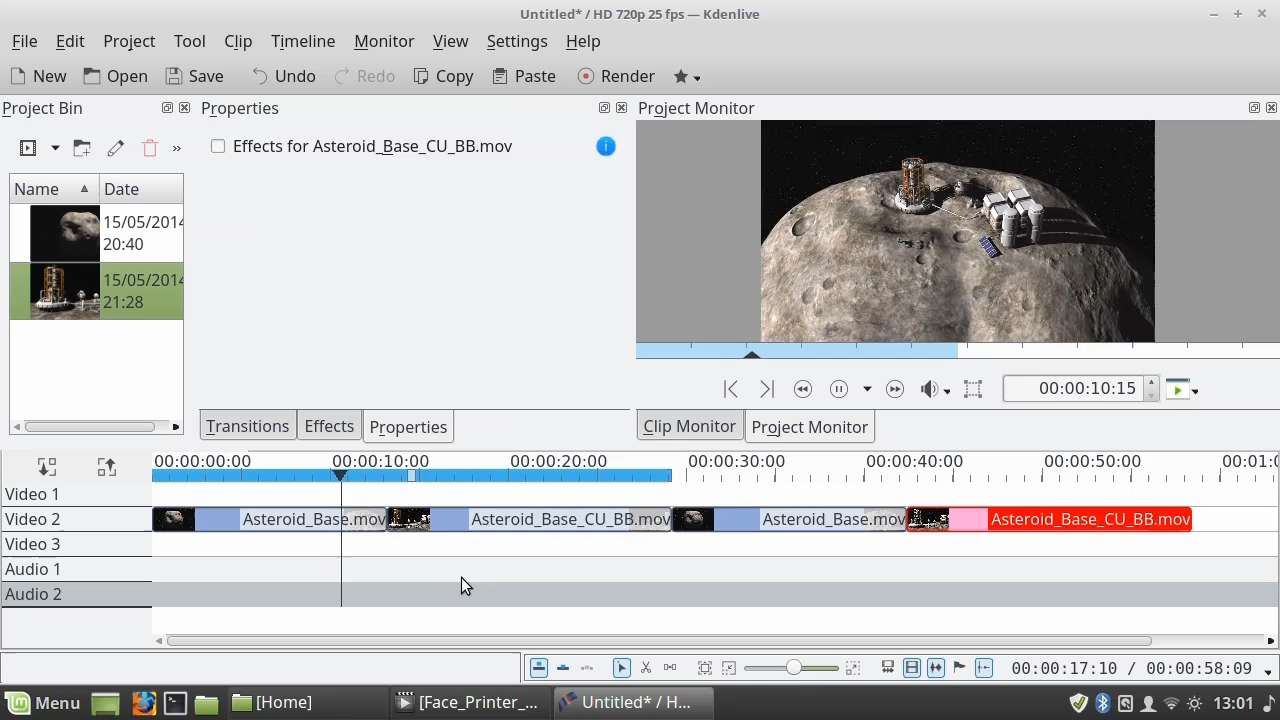 Untitled* / HD 720p 25 fps — Kdenlive
File Edit Project Tool Clip Timeline Monitor View Settings Help
New Open Save Undo Redo Copy Paste Render
Project Bin Properties Project Monitor
Effects for Asteroid_Base_CU_BB.mov
Name Date
15/05/2014
20:40
15/05/2014
21:28
00:00:10:15
Transitions Effects Properties Clip Monitor Project Monitor
00:00:00:00 00:00:10:00 00:00:20:00 00:00:30:00 00:00:40:00 00:00:50:00 00:01:0
Video 1
Video 2 Asteroid_Base.mov Asteroid_Base_CU_BB.mov Asteroid_Base.mov Asteroid_Base_CU_BB.mov
Video 3
Audio 1
Audio 2
00:00:17:10 / 00:00:58:09
Menu [Home] [Face_Printer_... Untitled* / H... 13:01